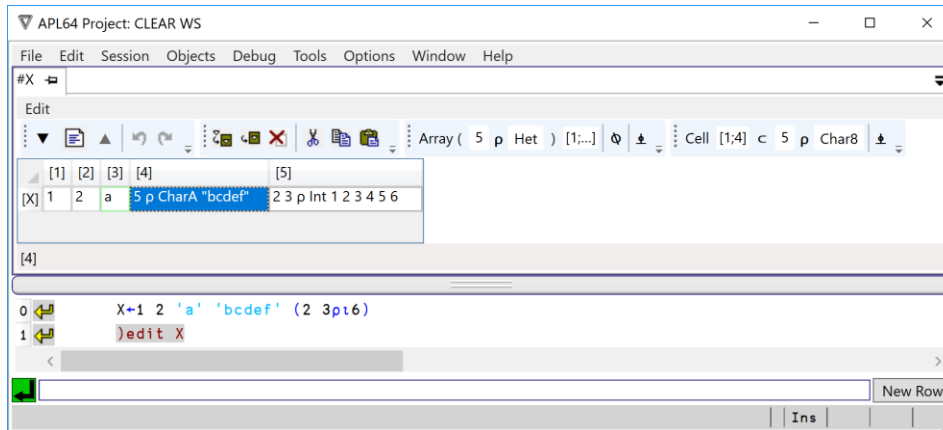 APL64 Project: CLEAR WS
File Edit Session Objects Debug Tools Options Window Help
#X
Edit
Array ( 5 ρ Het ) [1;...] ⍉ Cell [1;4] ⊂ 5 ρ Char8
[1] [2] [3] [4] [5]
[X] 1 2 a 5 ρ CharA "bcdef" 2 3 ρ Int 1 2 3 4 5 6
[4]
0 X←1 2 'a' 'bcdef' (2 3⍴⍳6)
1 )edit X
New Row
Ins